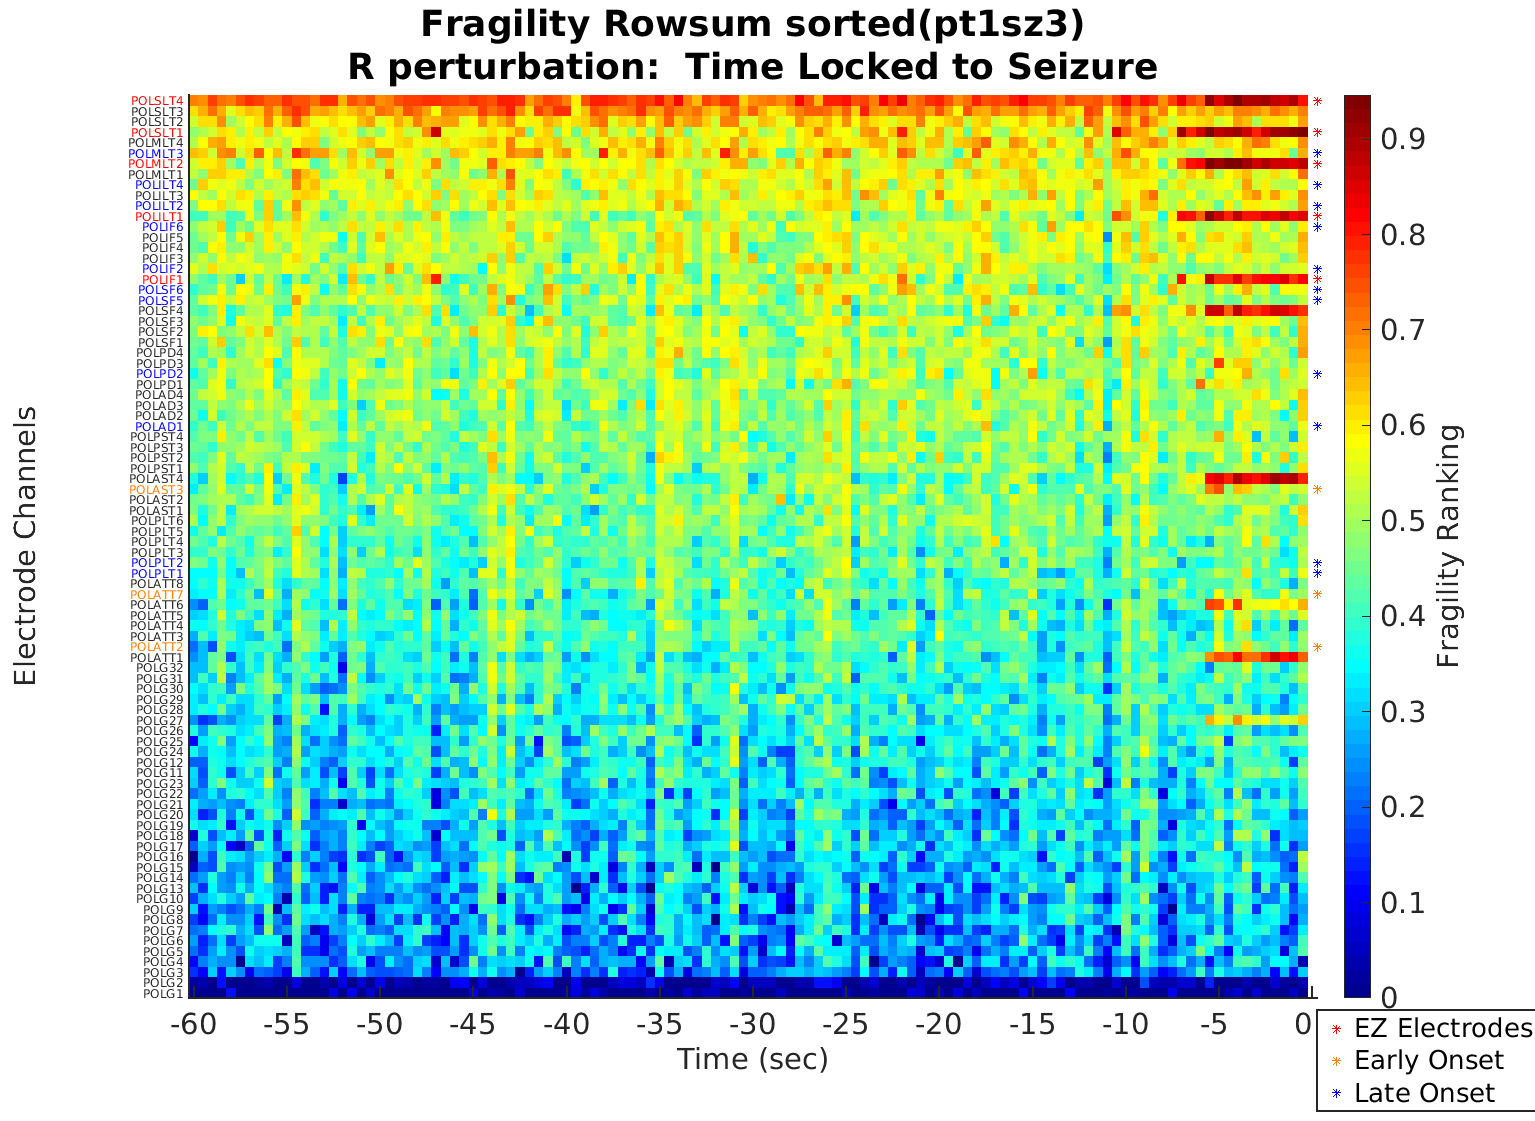 Fragility Rowsum sorted(pt1sz3)
R perturbation:  Time Locked to Seizure
Electrode Channels
POLSLT4
POLSLT3
POLSLT2
POLSLT1
POLMLT4
POLMLT3
POLMLT2
POLMLT1
POLILT4
POLILT3
POLILT2
POLILT1
POLIF6
POLIF5
POLIF4
POLIF3
POLIF2
POLIF1
POLSF6
POLSF5
POLSF4
POLSF3
POLSF2
POLSF1
POLPD4
POLPD3
POLPD2
POLPD1
POLAD4
POLAD3
POLAD2
POLAD1
POLPST4
POLPST3
POLPST2
POLPST1
POLAST4
POLAST3
POLAST2
POLAST1
POLPLT6
POLPLT5
POLPLT4
POLPLT3
POLPLT2
POLPLT1
POLATT8
POLATT7
POLATT6
POLATT5
POLATT4
POLATT3
POLATT2
POLATT1
POLG32
POLG31
POLG30
POLG29
POLG28
POLG27
POLG26
POLG25
POLG24
POLG12
POLG11
POLG23
POLG22
POLG21
POLG20
POLG19
POLG18
POLG17
POLG16
POLG15
POLG14
POLG13
POLG10
POLG9
POLG8
POLG7
POLG6
POLG5
POLG4
POLG3
POLG2
POLG1
-60 -55 -50 -45 -40 -35 -30 -25 -20 -15 -10 -5 0
Time (sec)
0.9
0.8
0.7
0.6
0.5
0.4
0.3
0.2
0.1
0
Fragility Ranking
EZ Electrodes
Early Onset
Late Onset